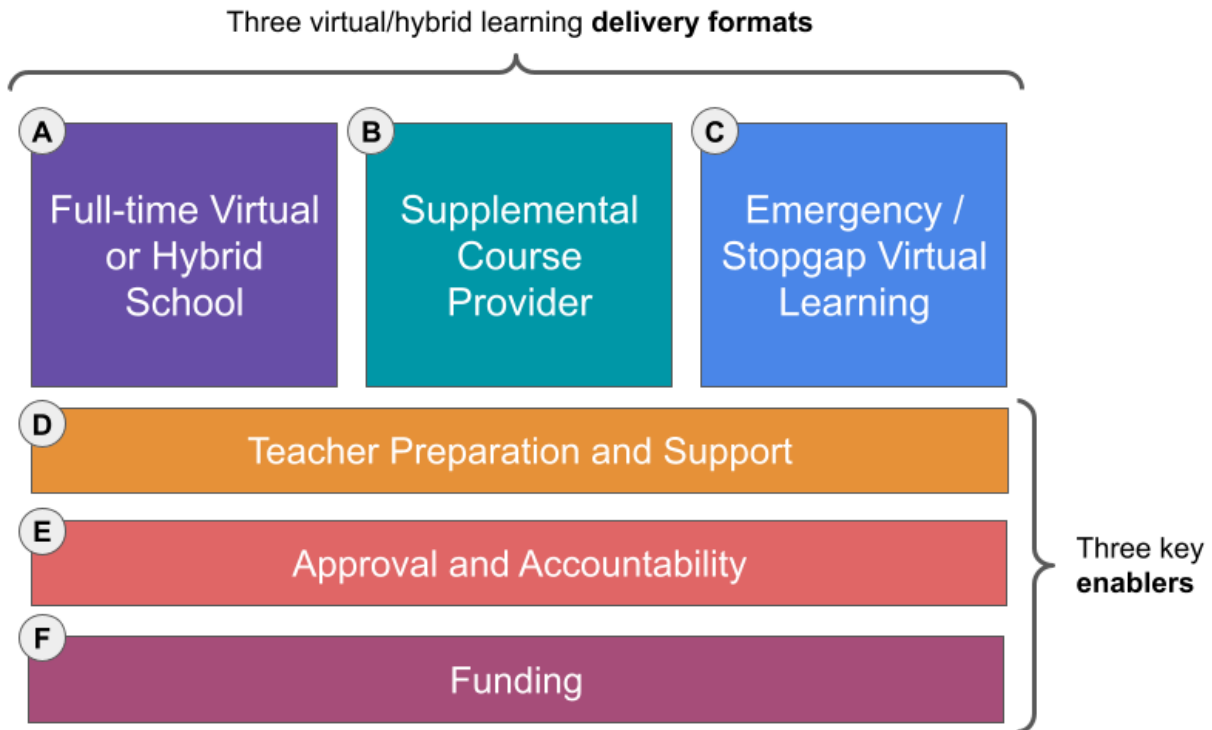 Three virtual/hybrid learning delivery formats
A
Full-time Virtual
or Hybrid
School
B
Supplemental
Course
Provider
C
Emergency /
Stopgap Virtual
Learning
D
Teacher Preparation and Support
E
Approval and Accountability
F
Funding
Three key
enablers